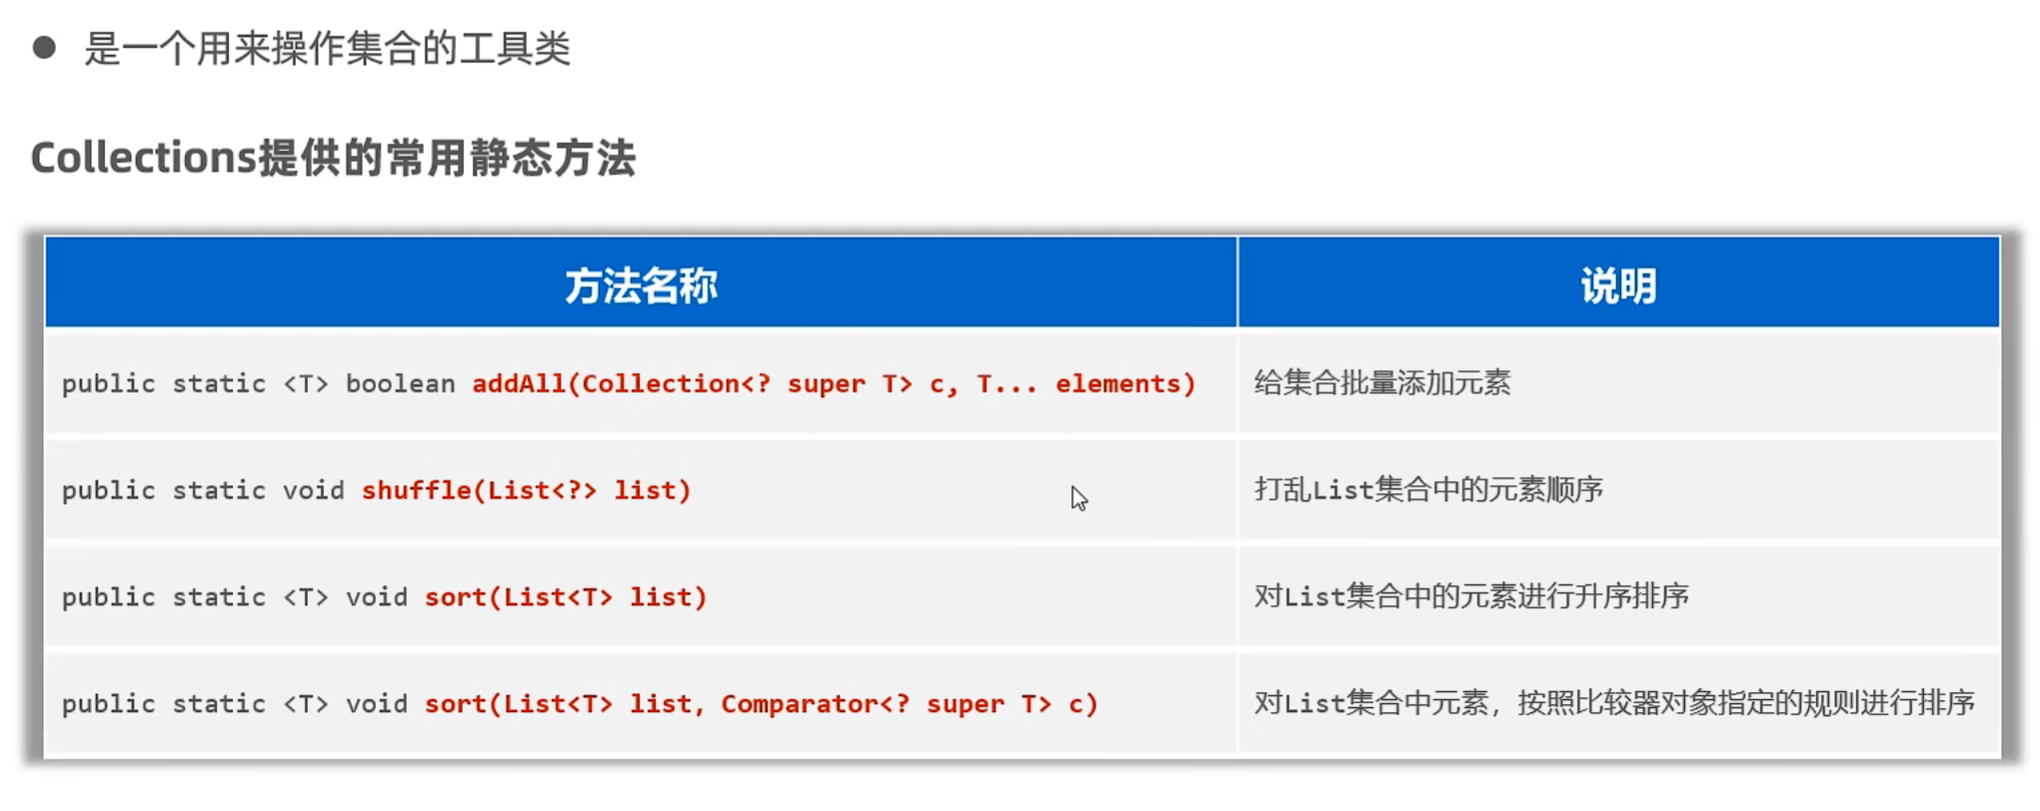 ● 是一个用来操作集合的工具类
Collections提供的常用静态方法
方法名称 说明
public static <T> boolean addAll(Collection<? super T> c, T... elements) 给集合批量添加元素
public static void shuffle(List<?> list) 打乱List集合中的元素顺序
public static <T> void sort(List<T> list) 对List集合中的元素进行升序排序
public static <T> void sort(List<T> list, Comparator<? super T> c) 对List集合中元素，按照比较器对象指定的规则进行排序